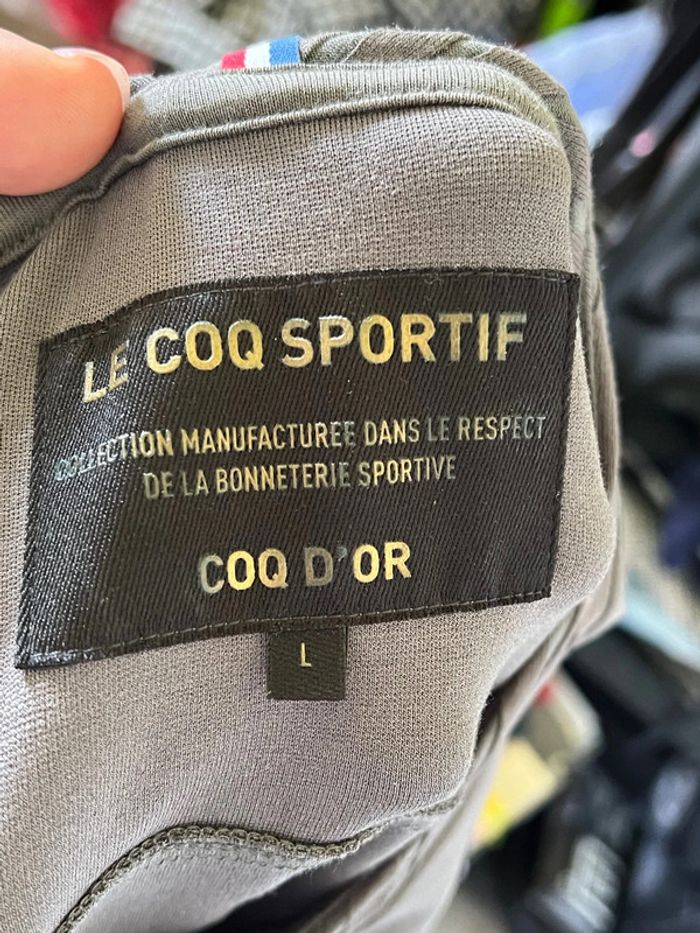 LE COQ SPORTIF
COLLECTION MANUFACTUREE DANS LE RESPECT
DE LA BONNETERIE SPORTIVE
COQ D'OR
L